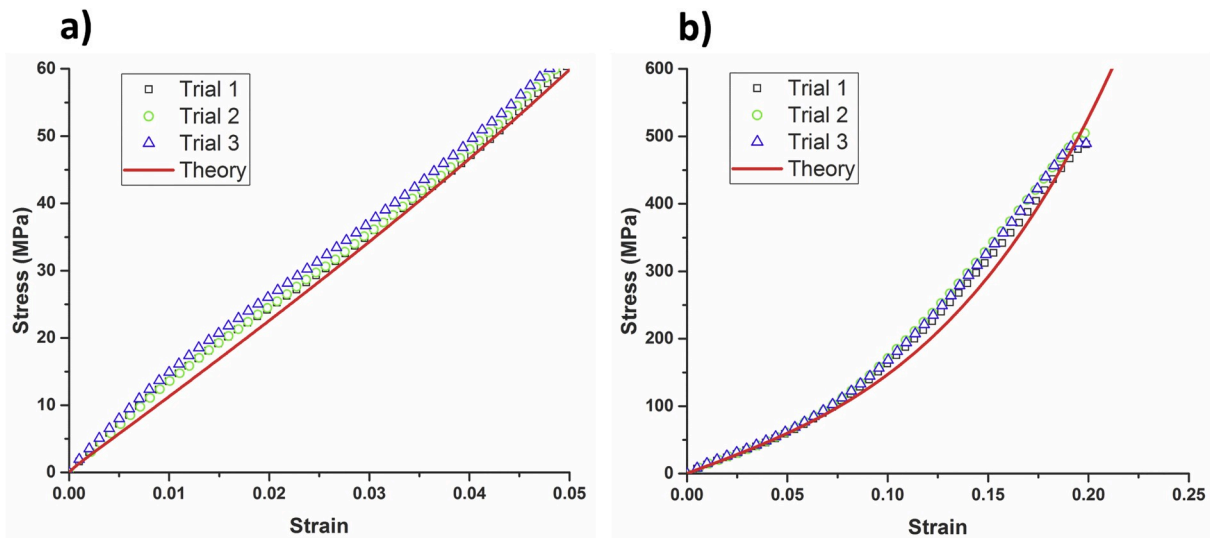 a)
60
50
40
30
20
10
0
Stress (MPa)
Trial 1
Trial 2
Trial 3
Theory
0.00 0.01 0.02 0.03 0.04 0.05
Strain
b)
600
500
400
300
200
100
0
Stress (MPa)
Trial 1
Trial 2
Trial 3
Theory
0.00 0.05 0.10 0.15 0.20 0.25
Strain